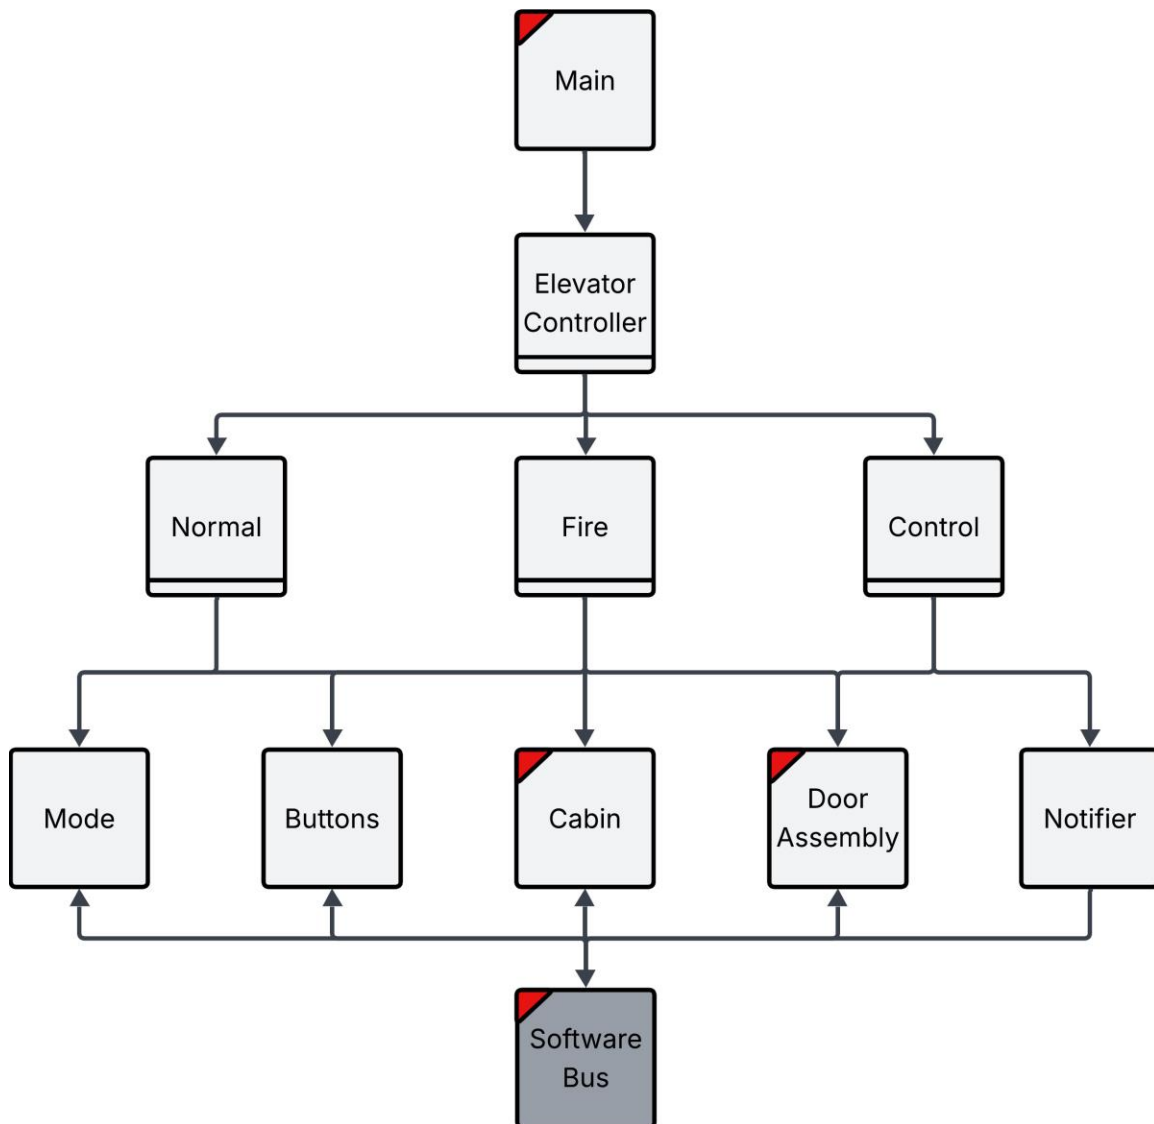 Main
Elevator
Controller
Normal
Fire
Control
Mode
Buttons
Cabin
Door
Assembly
Notifier
Software
Bus